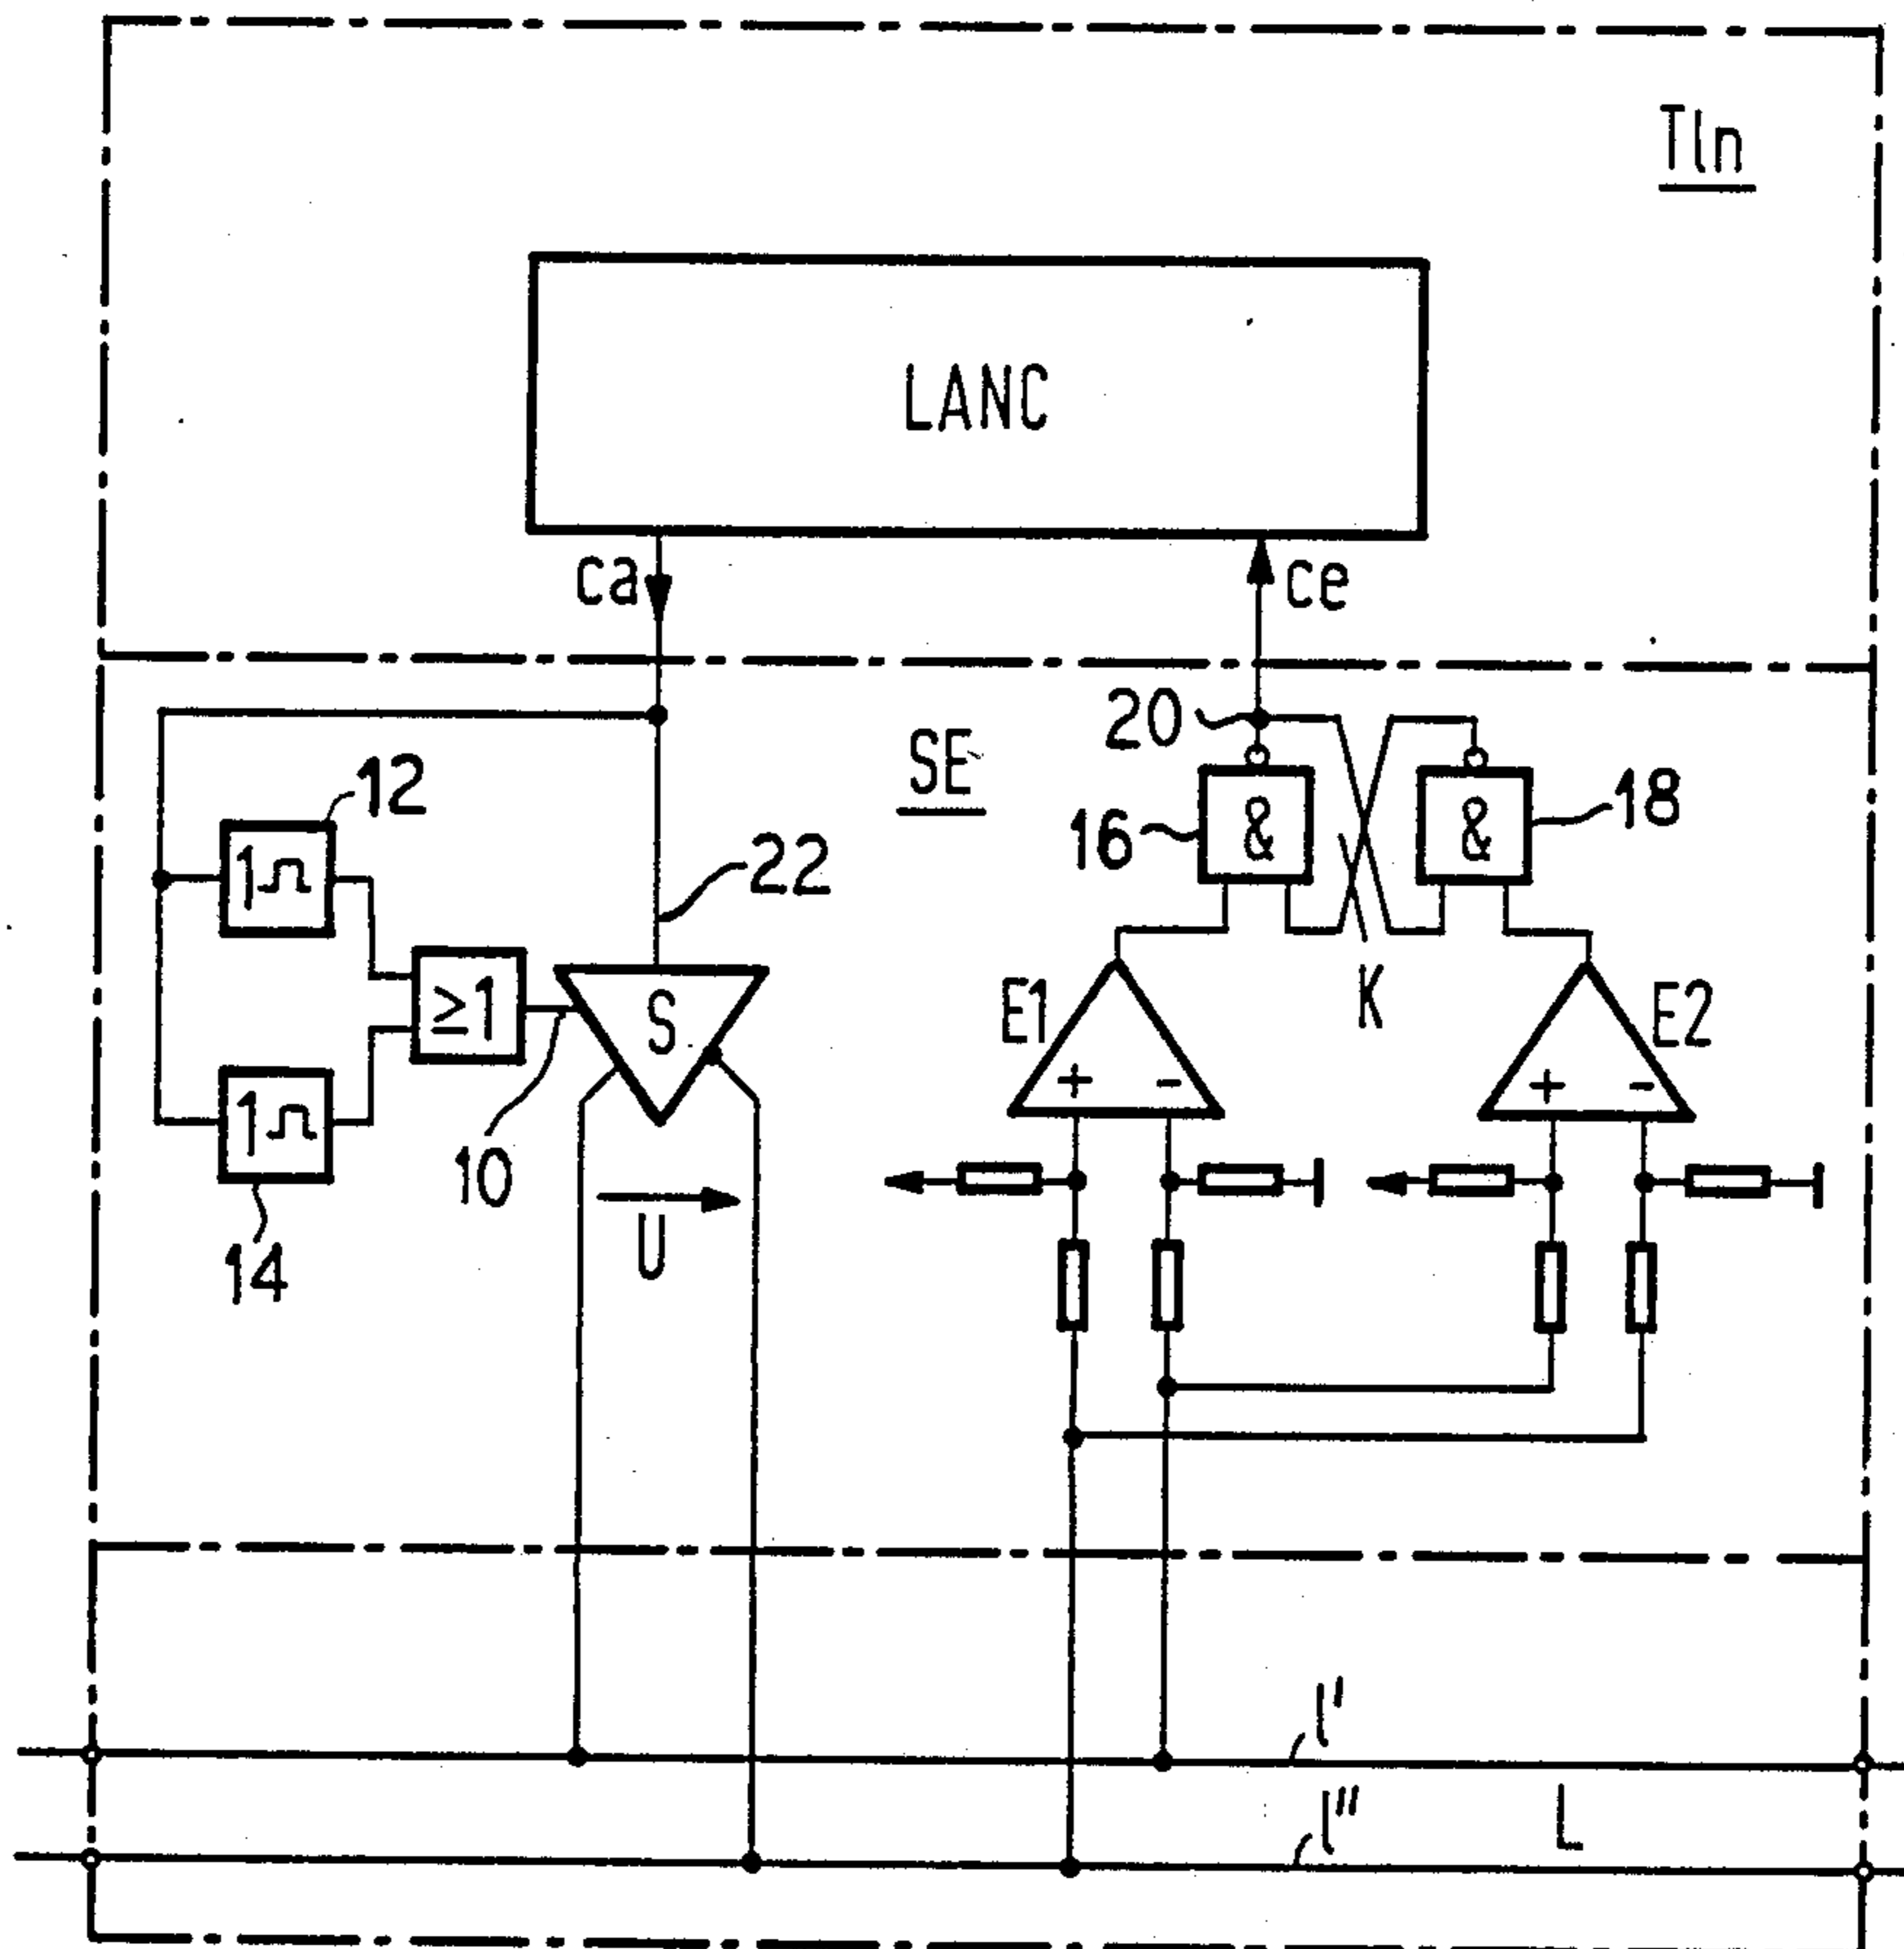 Tln
LANC
ca
ce
20
SE
12
1
16
&
&
18
22
≥1
S
E1
+
-
K
E2
+
-
10
1
14
U
l'
l''
L